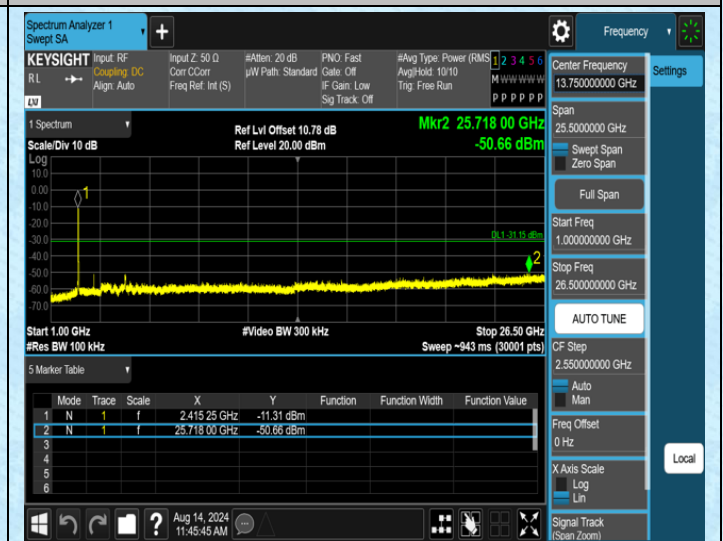 Spectrum Analyzer 1
Swept SA
+
Frequency
KEYSIGHT
RL
LXI
Input: RF
Coupling: DC
Align: Auto
Input Z: 50 Ω
Corr CCorr
Freq Ref: Int (S)
#Atten: 20 dB
µW Path: Standard
PNO: Fast
Gate: Off
IF Gain: Low
Sig Track: Off
#Avg Type: Power (RMS
Avg|Hold: 10/10
Trig: Free Run
1 2 3 4 5 6
M W W W W W
P P P P P P
Center Frequency
13.750000000 GHz
Settings
Span
25.5000000 GHz
Swept Span
Zero Span
Full Span
Start Freq
1.000000000 GHz
Stop Freq
26.500000000 GHz
AUTO TUNE
CF Step
2.550000000 GHz
Auto
Man
Freq Offset
0 Hz
X Axis Scale
Log
Lin
Signal Track
(Span Zoom)
Local
1 Spectrum
Scale/Div 10 dB
Ref Lvl Offset 10.78 dB
Ref Level 20.00 dBm
Mkr2 25.718 00 GHz
-50.66 dBm
Log
10.0
0.00
-10.0
-20.0
-30.0
-40.0
-50.0
-60.0
-70.0
1
DL1 -31.15 dBm
2
Start 1.00 GHz
#Res BW 100 kHz
#Video BW 300 kHz
Stop 26.50 GHz
Sweep ~943 ms (30001 pts)
5 Marker Table
Mode Trace Scale X Y Function Function Width Function Value
1 N 1 f 2.415 25 GHz -11.31 dBm
2 N 1 f 25.718 00 GHz -50.66 dBm
3
4
5
6
?
Aug 14, 2024
11:45:45 AM